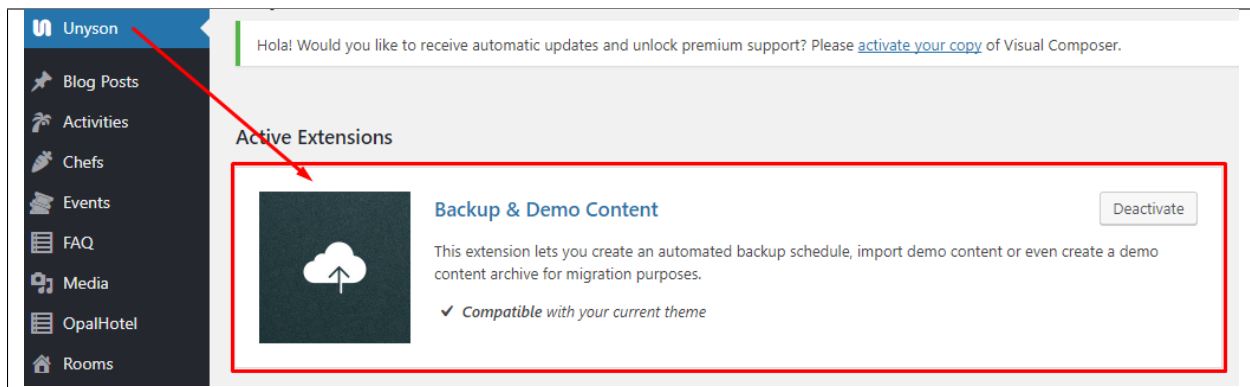 Unyson
Hola! Would you like to receive automatic updates and unlock premium support? Please activate your copy of Visual Composer.
Blog Posts
Activities
Active Extensions
Chefs
Events
Backup & Demo Content
Deactivate
FAQ
This extension lets you create an automated backup schedule, import demo content or even create a demo
content archive for migration purposes.
Media
✔ Compatible with your current theme
OpalHotel
Rooms